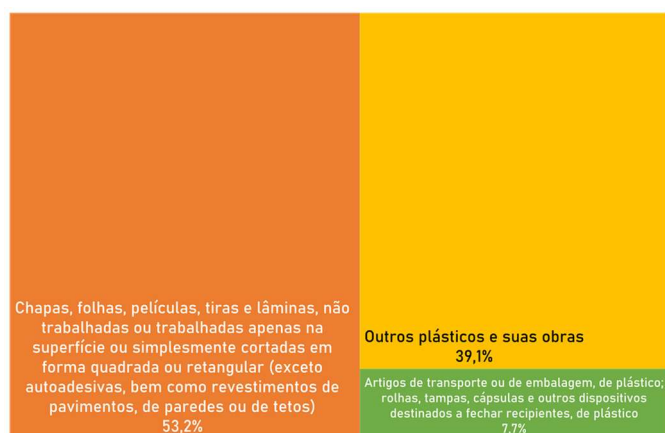 Chapas, folhas, películas, tiras e lâminas, não
trabalhadas ou trabalhadas apenas na
superfície ou simplesmente cortadas em
forma quadrada ou retangular (exceto
autoadesivas, bem como revestimentos de
pavimentos, de paredes ou de tetos)
53,2%
Outros plásticos e suas obras
39,1%
Artigos de transporte ou de embalagem, de plástico;
rolhas, tampas, cápsulas e outros dispositivos
destinados a fechar recipientes, de plástico
7,7%